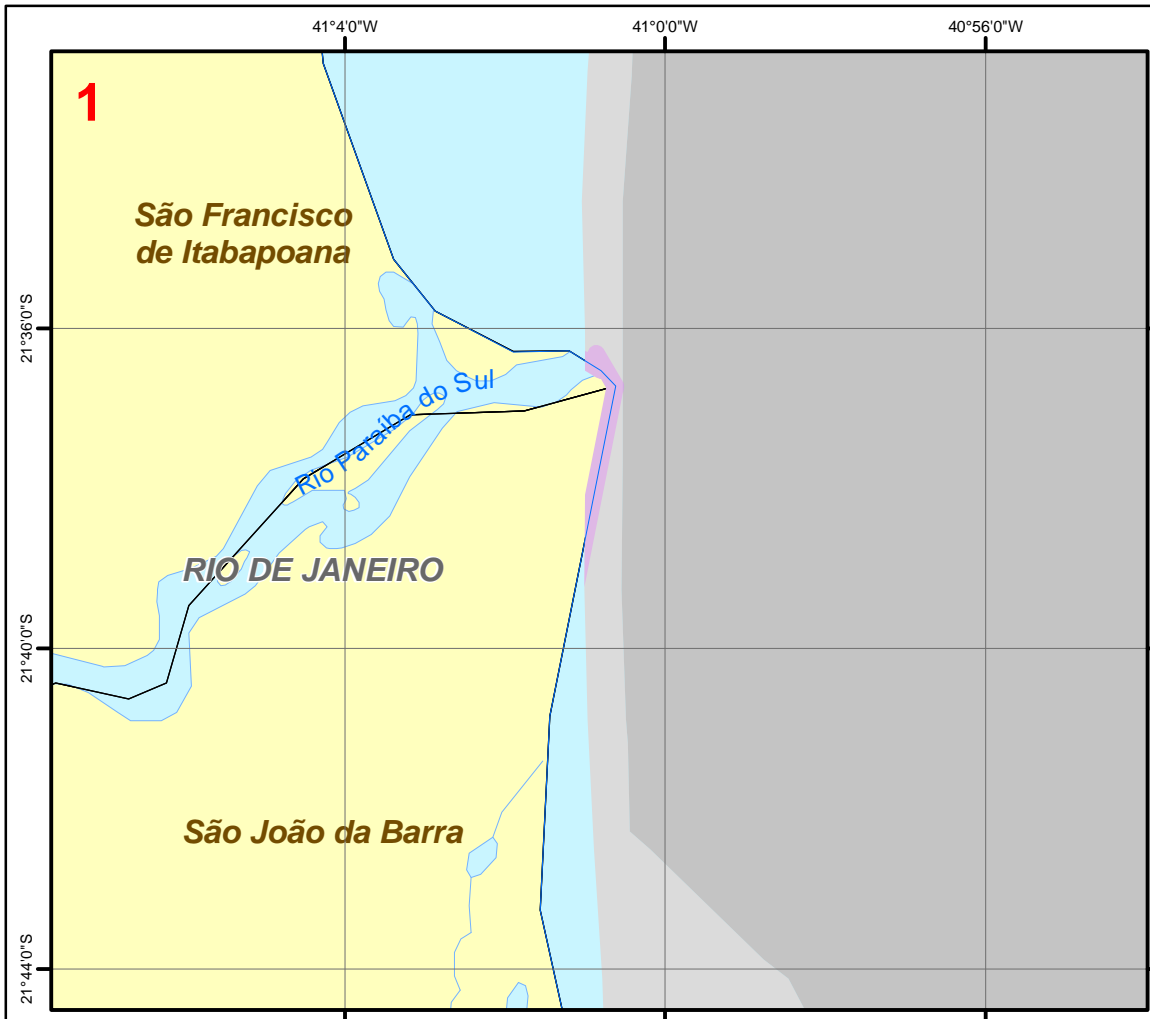 41°4'0"W
41°0'0"W
40°56'0"W
1
São Francisco
de Itabapoana
21°36'0"S
Rio Paraíba do Sul
RIO DE JANEIRO
21°40'0"S
São João da Barra
21°44'0"S